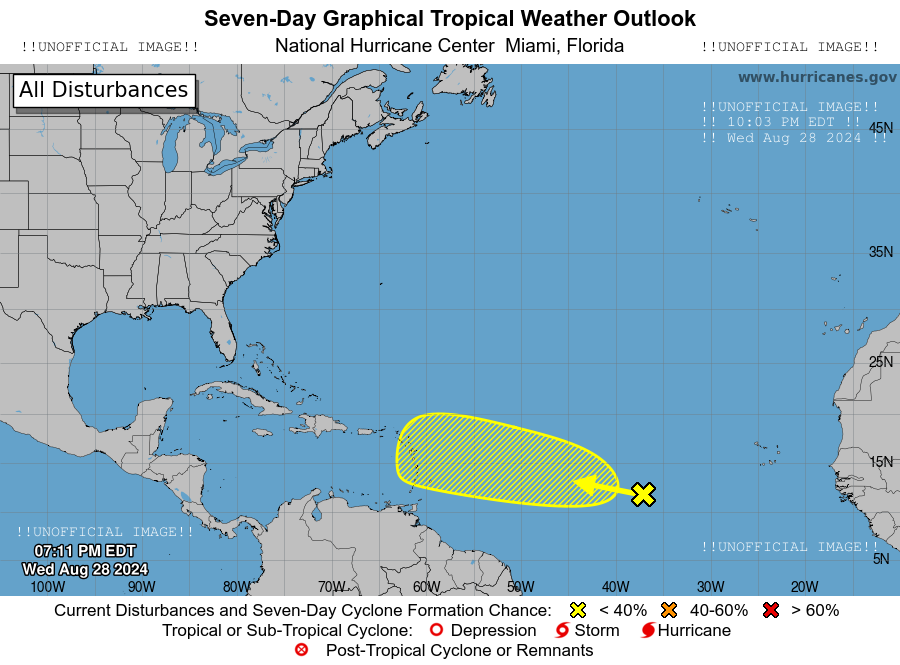 Seven-Day Graphical Tropical Weather Outlook
!!UNOFFICIAL IMAGE!! National Hurricane Center Miami, Florida !!UNOFFICIAL IMAGE!!
All Disturbances
www.hurricanes.gov
!!UNOFFICIAL IMAGE!!
!! 10:03 PM EDT !!
!! Wed Aug 28 2024 !!
45N
35N
25N
15N
!!UNOFFICIAL IMAGE!!
07:11 PM EDT
Wed Aug 28 2024
!!UNOFFICIAL IMAGE!!
5N
100W 90W 80W 70W 60W 50W 40W 30W 20W
Current Disturbances and Seven-Day Cyclone Formation Chance: < 40% 40-60% > 60%
Tropical or Sub-Tropical Cyclone: Depression Storm Hurricane
Post-Tropical Cyclone or Remnants